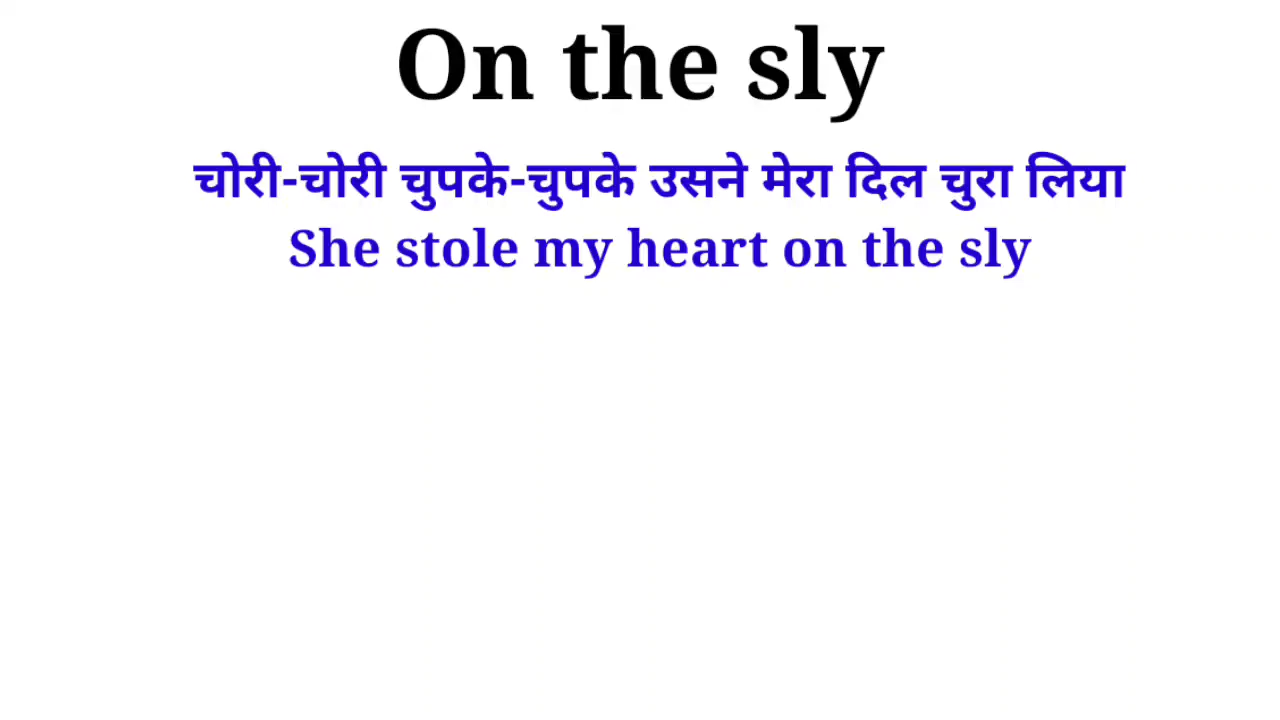 On the sly
चोरी-चोरी चुपके-चुपके उसने मेरा दिल चुरा लिया
She stole my heart on the sly